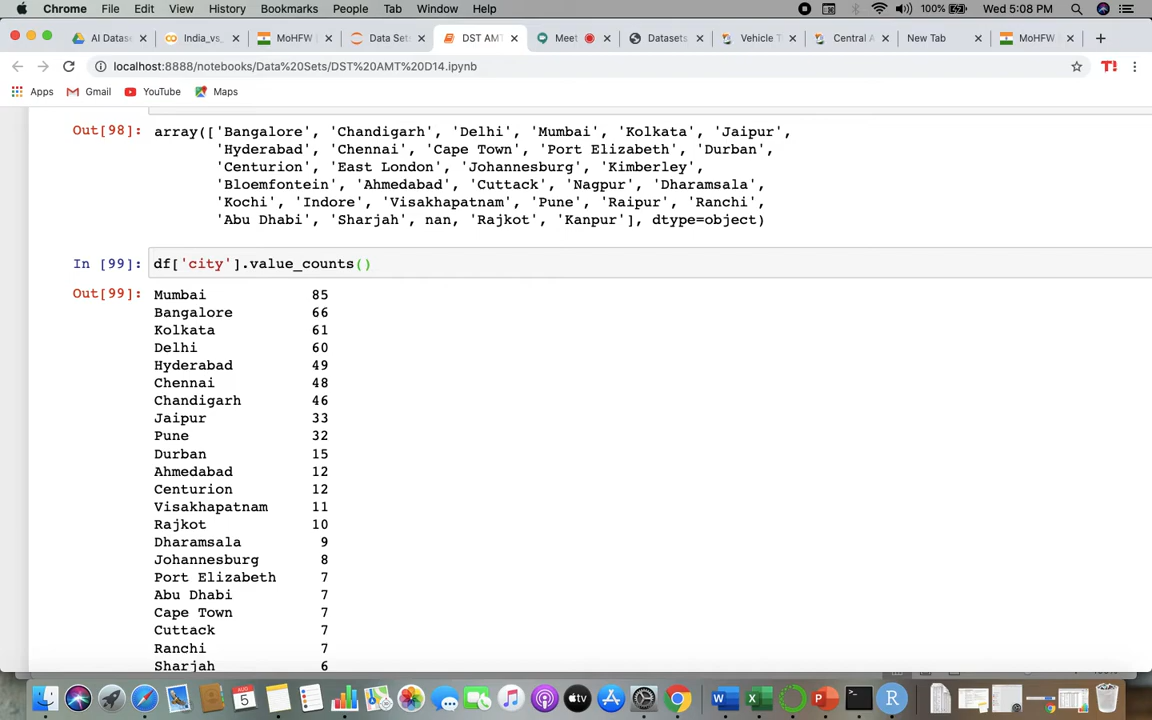 Chrome File Edit View History Bookmarks People Tab Window Help 100% Wed 5:08 PM
AI Datase India_vs_ MoHFW Data Set DST AMT Meet Datasets Vehicle T Central A New Tab MoHFW
localhost:8888/notebooks/Data%20Sets/DST%20AMT%20D14.ipynb T!
Apps Gmail YouTube Maps
Out[98]: array(['Bangalore', 'Chandigarh', 'Delhi', 'Mumbai', 'Kolkata', 'Jaipur',
'Hyderabad', 'Chennai', 'Cape Town', 'Port Elizabeth', 'Durban',
'Centurion', 'East London', 'Johannesburg', 'Kimberley',
'Bloemfontein', 'Ahmedabad', 'Cuttack', 'Nagpur', 'Dharamsala',
'Kochi', 'Indore', 'Visakhapatnam', 'Pune', 'Raipur', 'Ranchi',
'Abu Dhabi', 'Sharjah', nan, 'Rajkot', 'Kanpur'], dtype=object)
In [99]: df['city'].value_counts()
Out[99]: Mumbai 85
Bangalore 66
Kolkata 61
Delhi 60
Hyderabad 49
Chennai 48
Chandigarh 46
Jaipur 33
Pune 32
Durban 15
Ahmedabad 12
Centurion 12
Visakhapatnam 11
Rajkot 10
Dharamsala 9
Johannesburg 8
Port Elizabeth 7
Abu Dhabi 7
Cape Town 7
Cuttack 7
Ranchi 7
Sharjah 6
AUG
5
tv
W X P >_ R